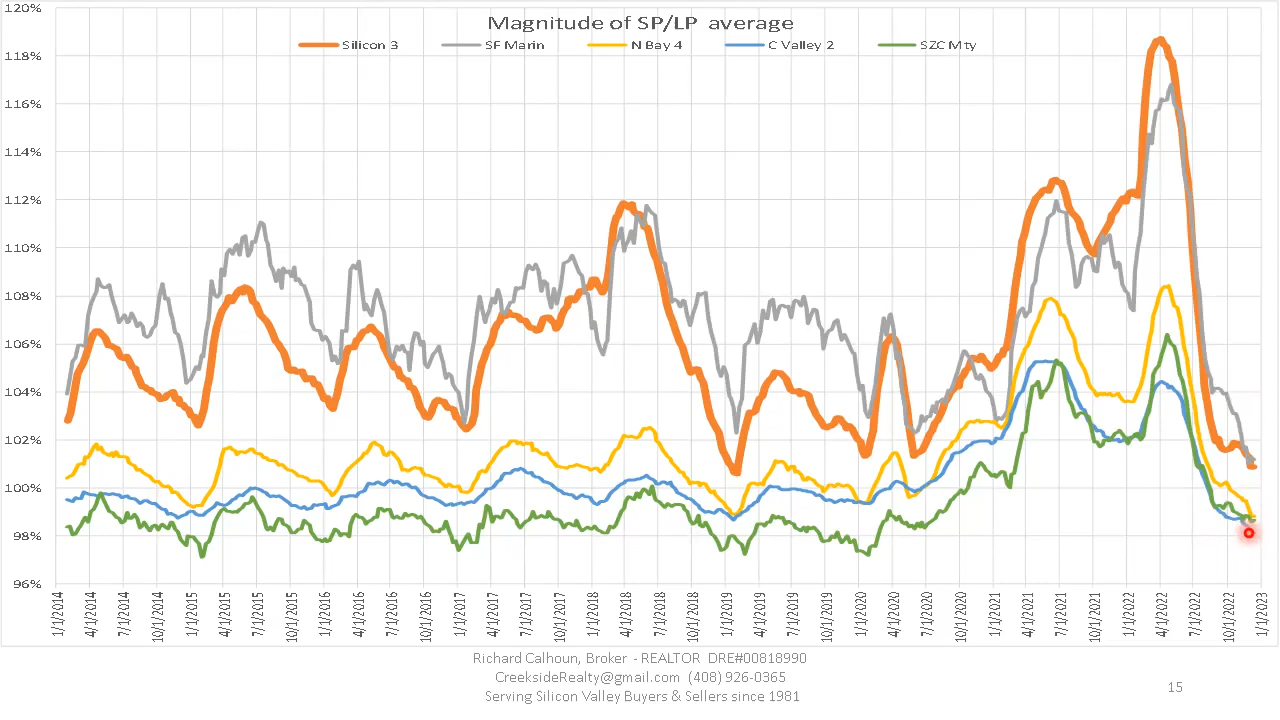 Magnitude of SP/LP average
Silicon 3 SF Marin N Bay 4 C Valley 2 SZC Mty
120%
118%
116%
114%
112%
110%
108%
106%
104%
102%
100%
98%
96%
1/1/2014 4/1/2014 7/1/2014 10/1/2014 1/1/2015 4/1/2015 7/1/2015 10/1/2015 1/1/2016 4/1/2016 7/1/2016 10/1/2016 1/1/2017 4/1/2017 7/1/2017 10/1/2017 1/1/2018 4/1/2018 7/1/2018 10/1/2018 1/1/2019 4/1/2019 7/1/2019 10/1/2019 1/1/2020 4/1/2020 7/1/2020 10/1/2020 1/1/2021 4/1/2021 7/1/2021 10/1/2021 1/1/2022 4/1/2022 7/1/2022 10/1/2022 1/1/2023
Richard Calhoun, Broker - REALTOR DRE#00818990
CreeksideRealty@gmail.com (408) 926-0365
Serving Silicon Valley Buyers & Sellers since 1981
15